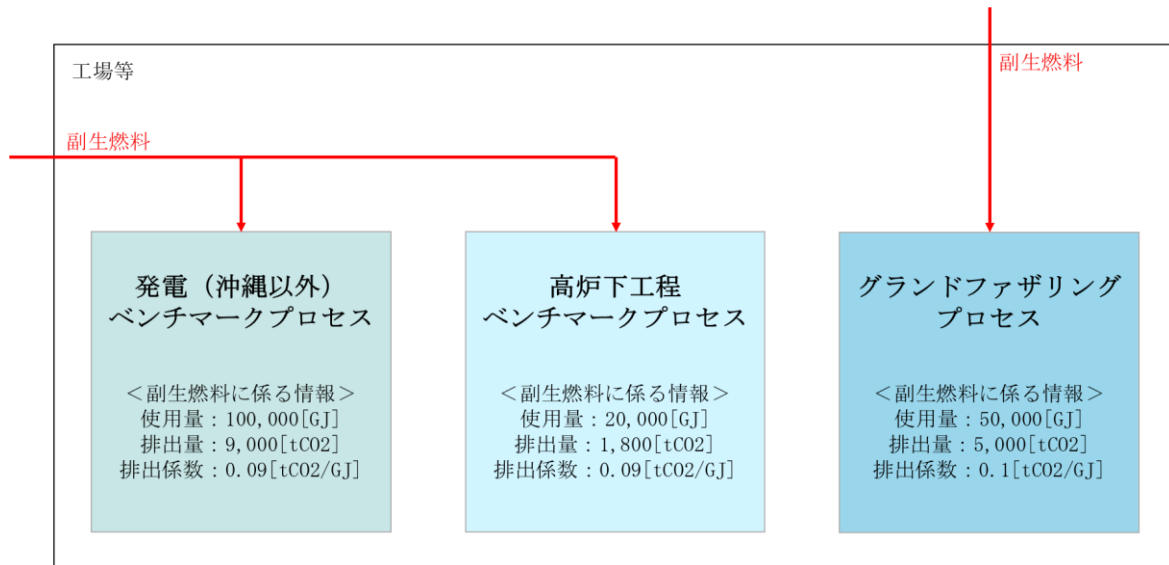 副生燃料
工場等
副生燃料
発電（沖縄以外）
ベンチマークプロセス
＜副生燃料に係る情報＞
使用量：100,000[GJ]
排出量：9,000[tCO2]
排出係数：0.09[tCO2/GJ]
高炉下工程
ベンチマークプロセス
＜副生燃料に係る情報＞
使用量：20,000[GJ]
排出量：1,800[tCO2]
排出係数：0.09[tCO2/GJ]
グランドファザリング
プロセス
＜副生燃料に係る情報＞
使用量：50,000[GJ]
排出量：5,000[tCO2]
排出係数：0.1[tCO2/GJ]